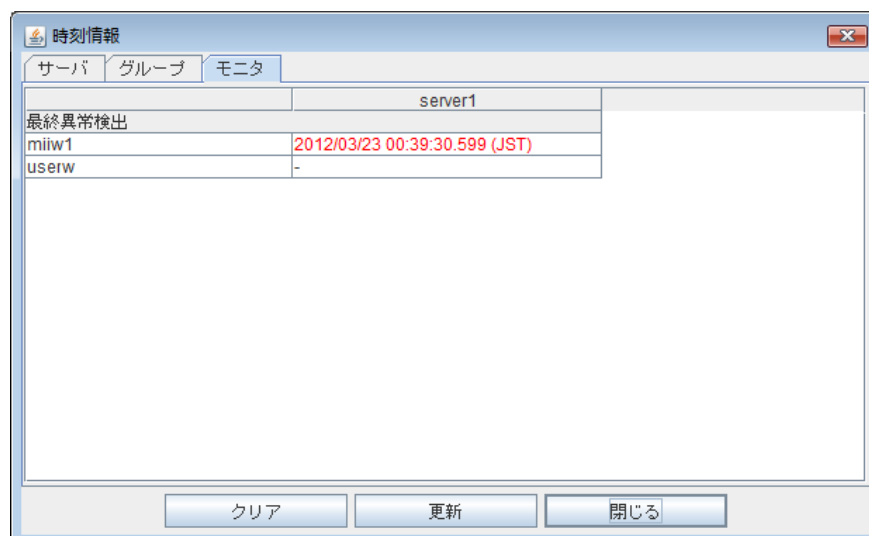 時刻情報
サーバ グループ モニタ
server1
最終異常検出
miiw1 2012/03/23 00:39:30.599 (JST)
userw -
クリア 更新 閉じる